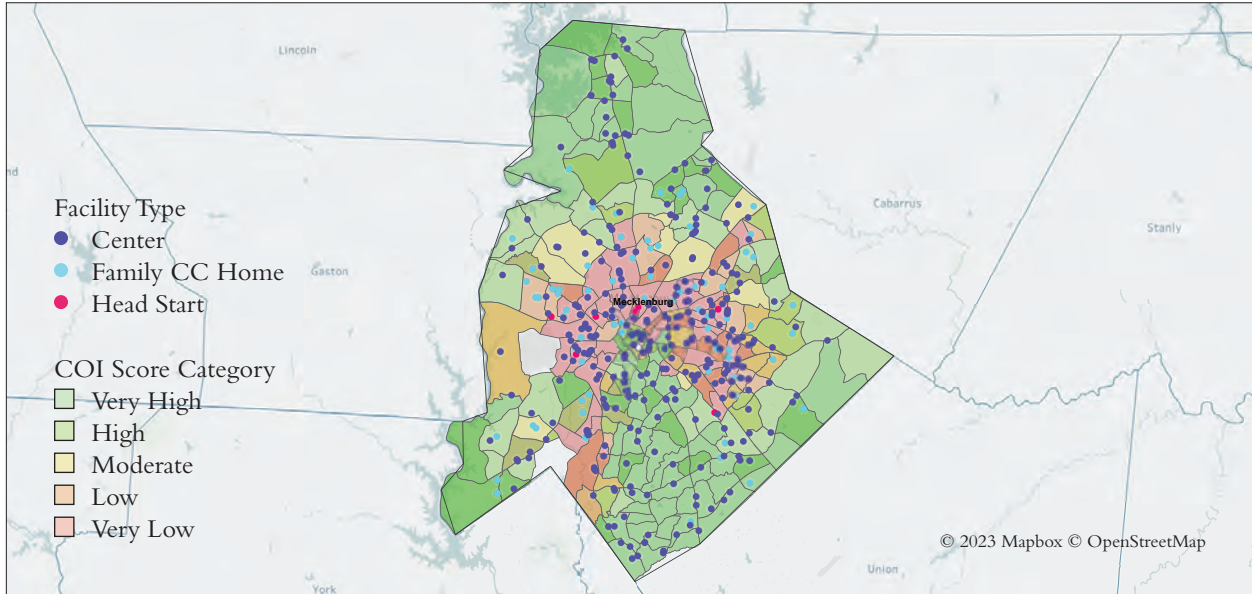 Lincoln
nd
Cabarrus
Stanly
Gaston
Mecklenburg
Facility Type
Center
Family CC Home
Head Start
COI Score Category
Very High
High
Moderate
Low
Very Low
© 2023 Mapbox © OpenStreetMap
Union
York